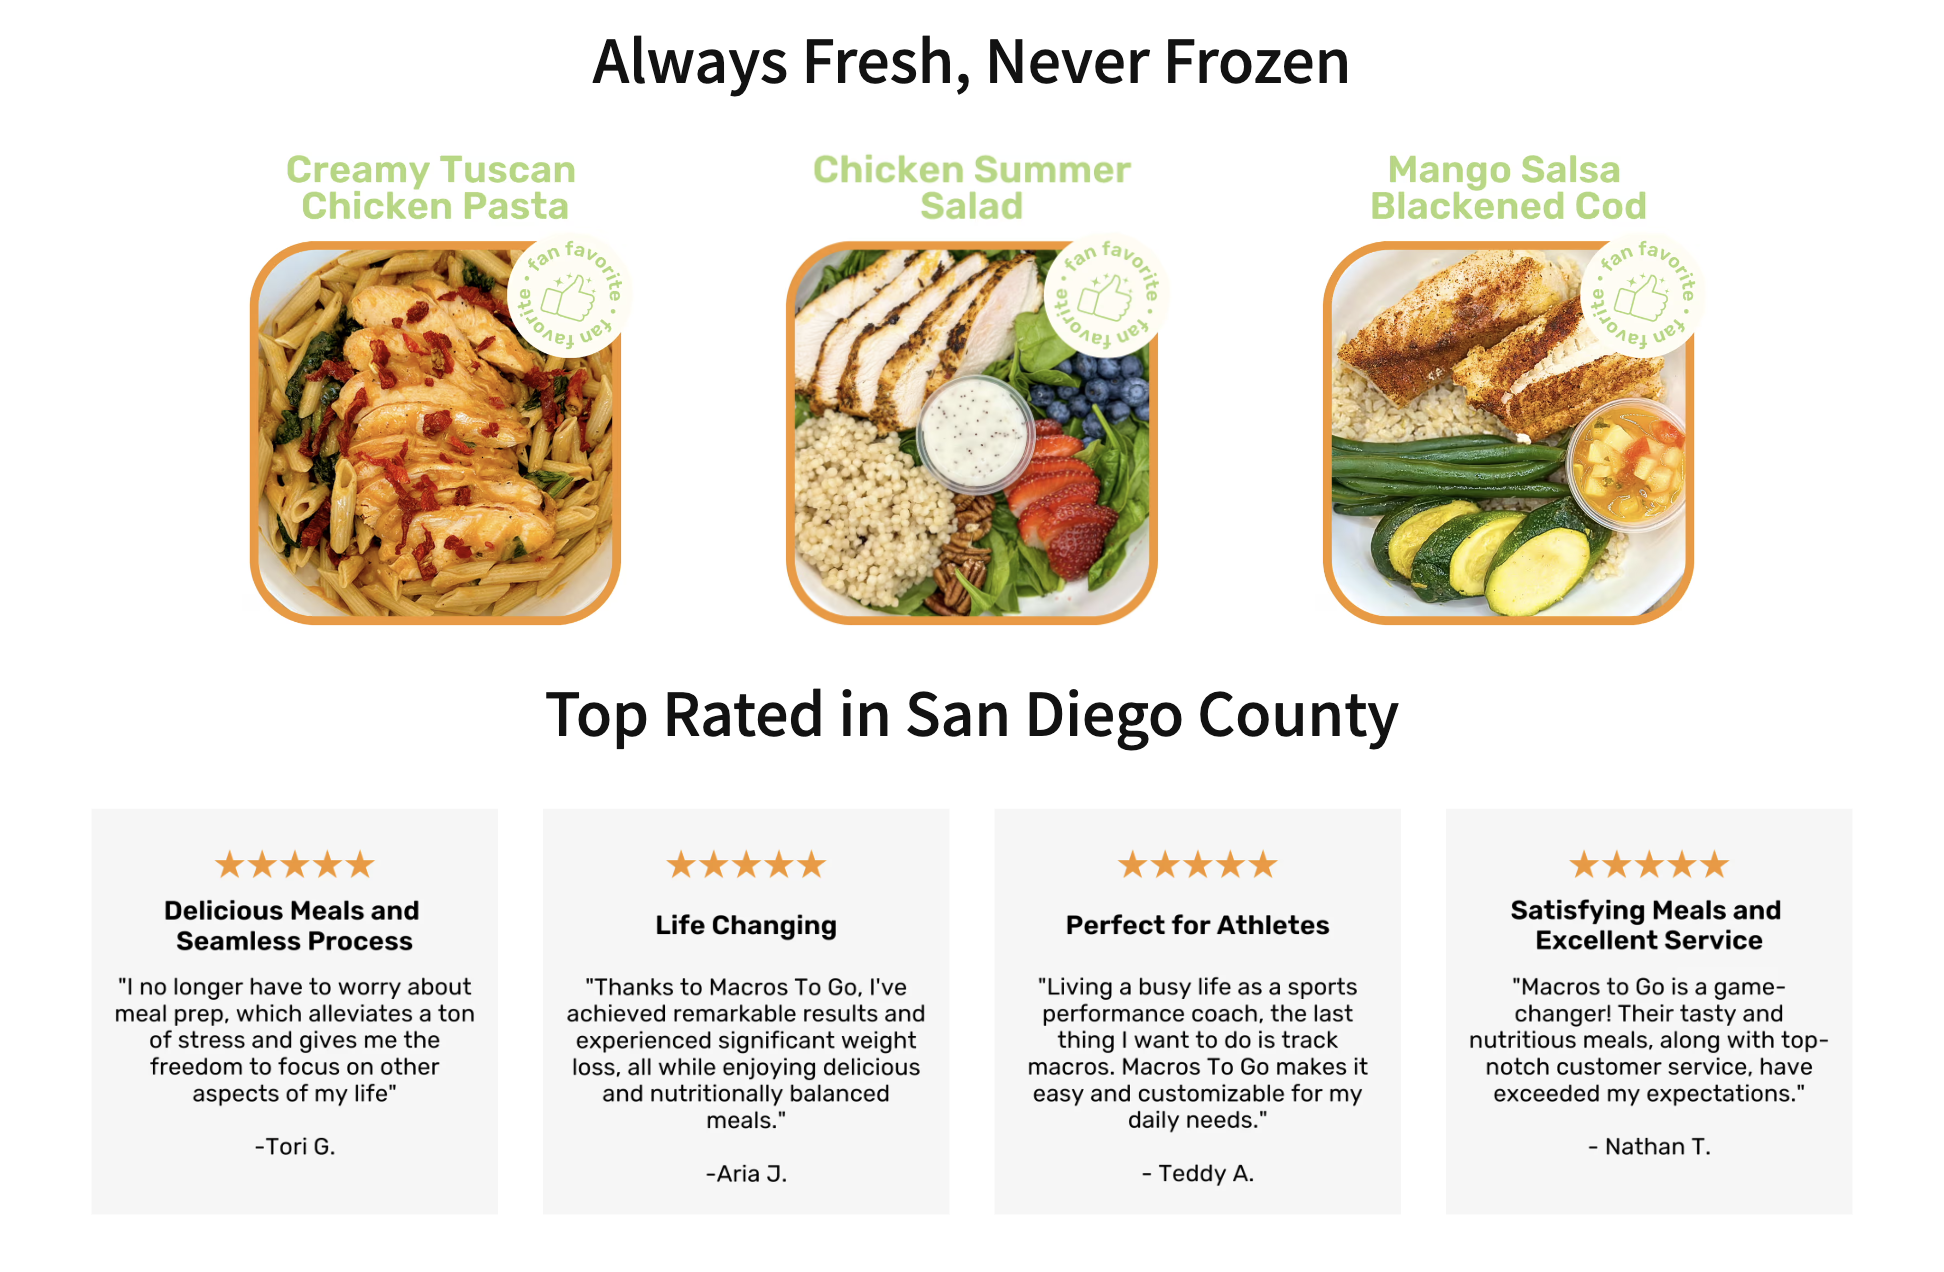 Always Fresh, Never Frozen
Creamy Tuscan
Chicken Pasta
fan favorite • fan favorite •
Chicken Summer
Salad
fan favorite • fan favorite •
Mango Salsa
Blackened Cod
fan favorite • fan favorite •
Top Rated in San Diego County
Delicious Meals and
Seamless Process
"I no longer have to worry about
meal prep, which alleviates a ton
of stress and gives me the
freedom to focus on other
aspects of my life"
-Tori G.
Life Changing
"Thanks to Macros To Go, I've
achieved remarkable results and
experienced significant weight
loss, all while enjoying delicious
and nutritionally balanced
meals."
-Aria J.
Perfect for Athletes
"Living a busy life as a sports
performance coach, the last
thing I want to do is track
macros. Macros To Go makes it
easy and customizable for my
daily needs."
- Teddy A.
Satisfying Meals and
Excellent Service
"Macros to Go is a game-
changer! Their tasty and
nutritious meals, along with top-
notch customer service, have
exceeded my expectations."
- Nathan T.